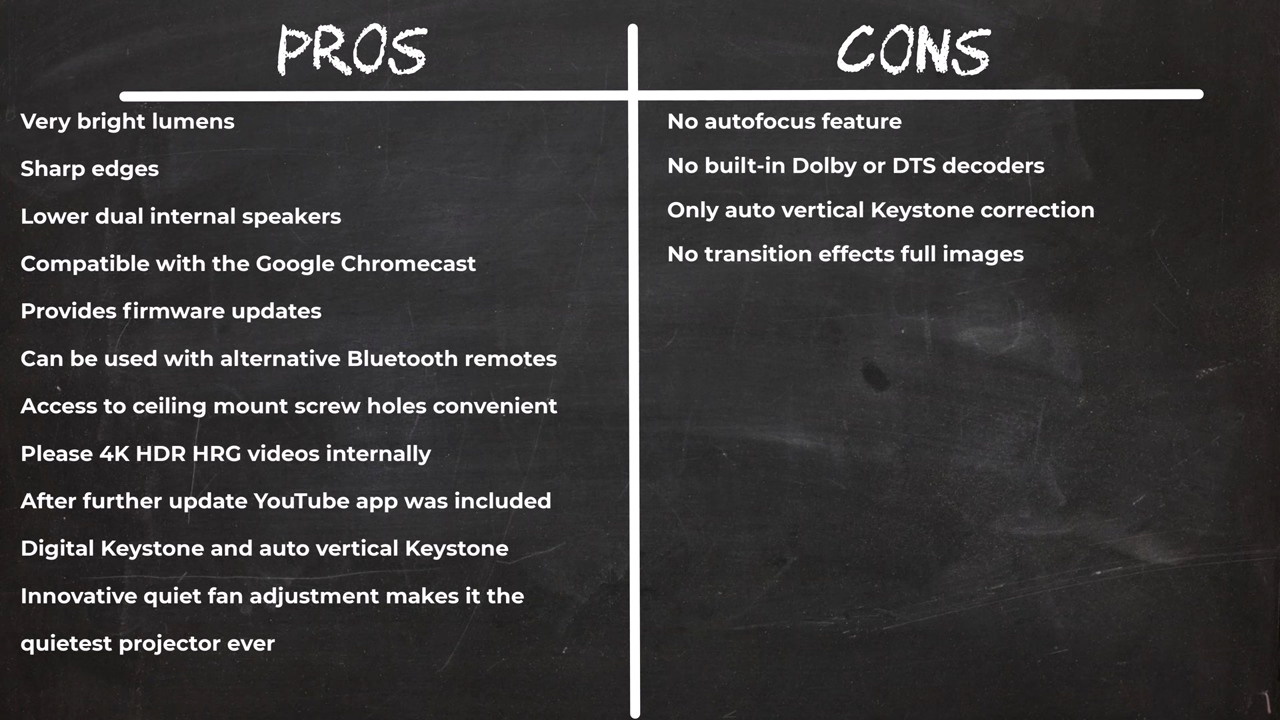 PROS
Very bright lumens
Sharp edges
Lower dual internal speakers
Compatible with the Google Chromecast
Provides firmware updates
Can be used with alternative Bluetooth remotes
Access to ceiling mount screw holes convenient
Please 4K HDR HRG videos internally
After further update YouTube app was included
Digital Keystone and auto vertical Keystone
Innovative quiet fan adjustment makes it the
quietest projector ever
CONS
No autofocus feature
No built-in Dolby or DTS decoders
Only auto vertical Keystone correction
No transition effects full images